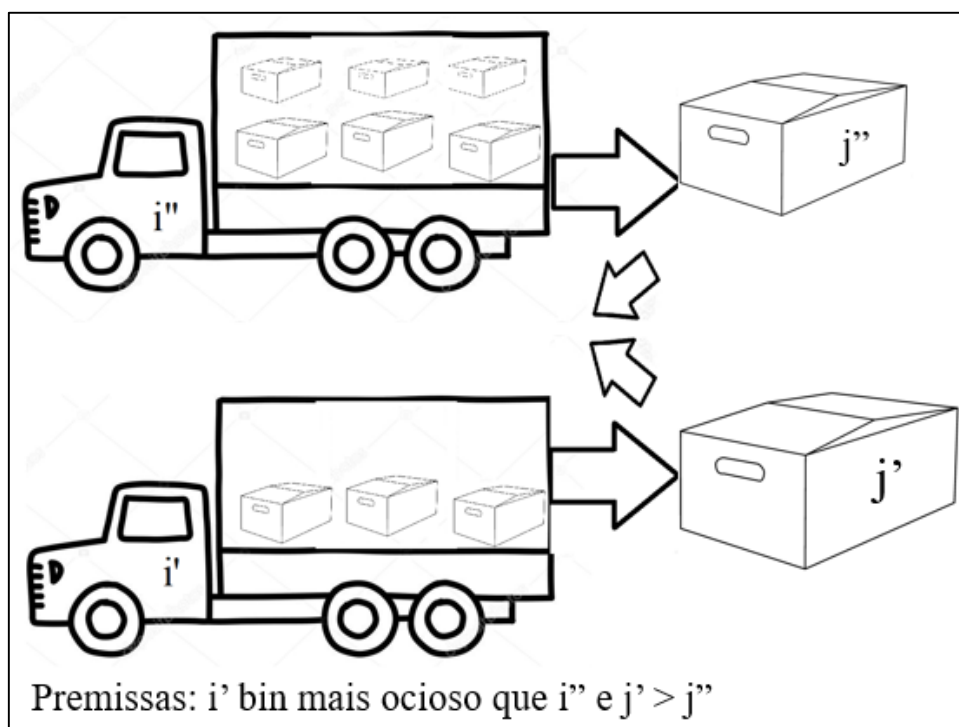 i"
j”
i'
j’
Premissas: i’ bin mais ocioso que i” e j’ > j”